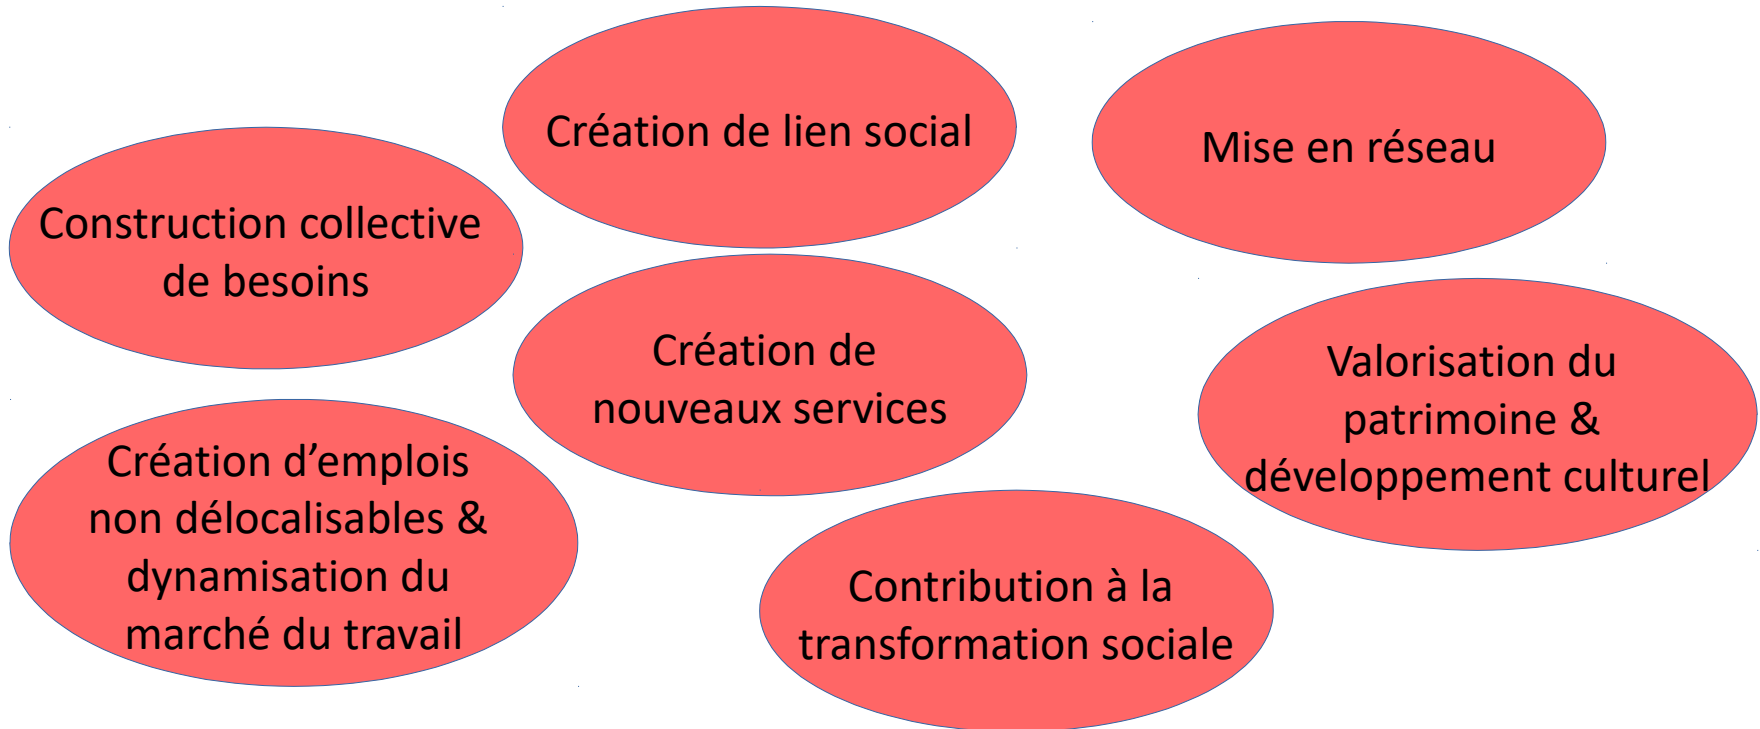 Création de lien social
Mise en réseau
Construction collective
de besoins
Création de
nouveaux services
Valorisation du
patrimoine &
développement culturel
Création d’emplois
non délocalisables &
dynamisation du
marché du travail
Contribution à la
transformation sociale